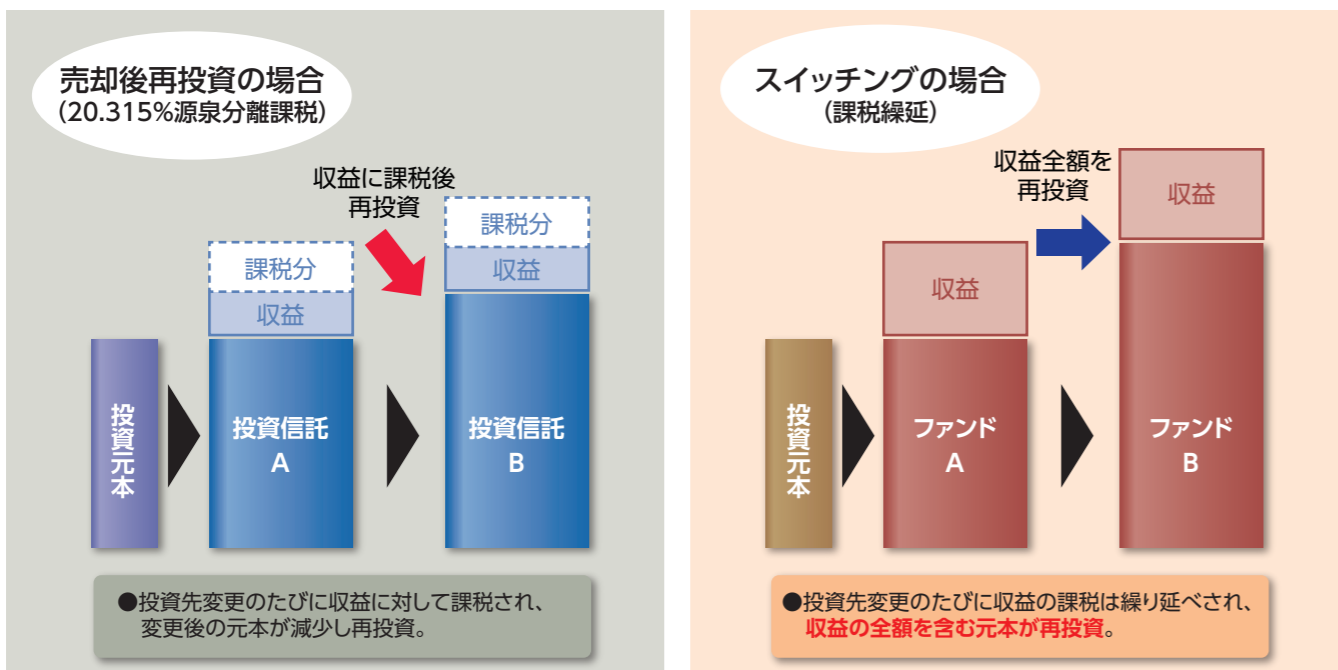 売却後再投資の場合
(20.315%源泉分離課税)
収益に課税後
再投資
課税分
収益
課税分
収益
投資元本
投資信託
A
投資信託
B
●投資先変更のたびに収益に対して課税され、
変更後の元本が減少し再投資。
スイッチングの場合
(課税繰延)
収益全額を
再投資
収益
収益
投資元本
ファンド
A
ファンド
B
●投資先変更のたびに収益の課税は繰り延べされ、
収益の全額を含む元本が再投資。